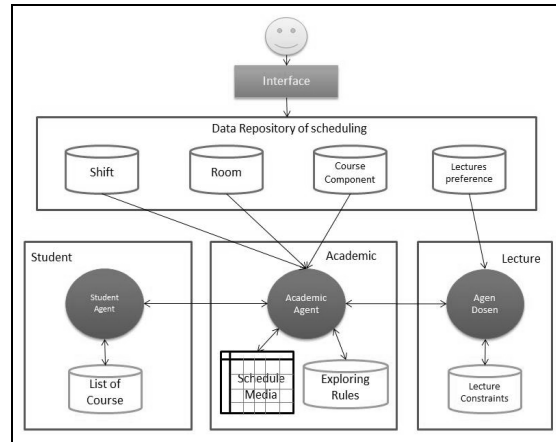 Interface
Data Repository of scheduling
Shift
Room
Course
Component
Lectures
preference
Student
Academic
Lecture
Student
Agent
Academic
Agent
Agen
Dosen
List of
Course
Schedule
Media
Exploring
Rules
Lecture
Constraints